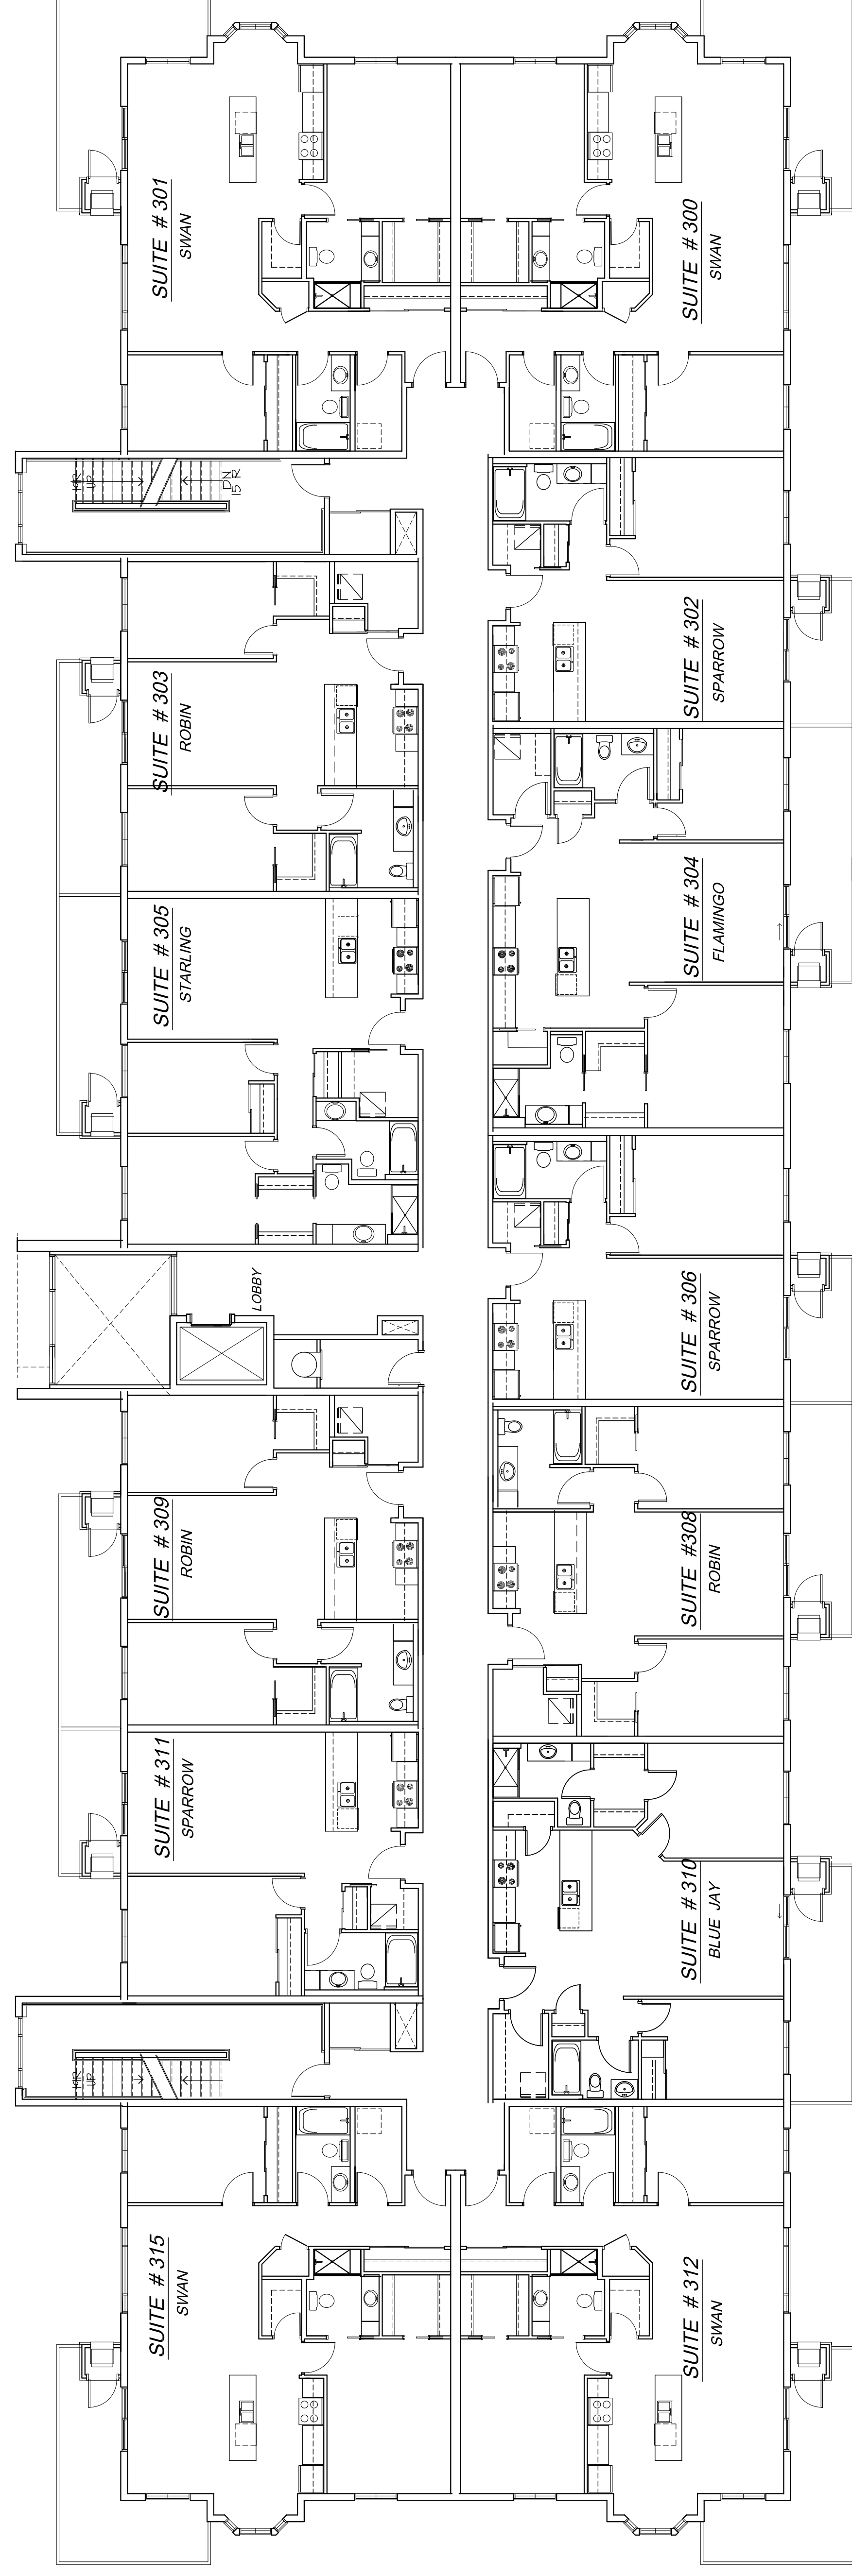 SUITE # 301
SWAN
SUITE # 300
SWAN
UP
DN
15 R
SUITE # 302
SPARROW
SUITE # 303
ROBIN
SUITE # 304
FLAMINGO
SUITE # 305
STARLING
LOBBY
SUITE # 306
SPARROW
SUITE # 309
ROBIN
SUITE #308
ROBIN
SUITE # 311
SPARROW
SUITE # 310
BLUE JAY
UP
SUITE # 315
SWAN
SUITE # 312
SWAN